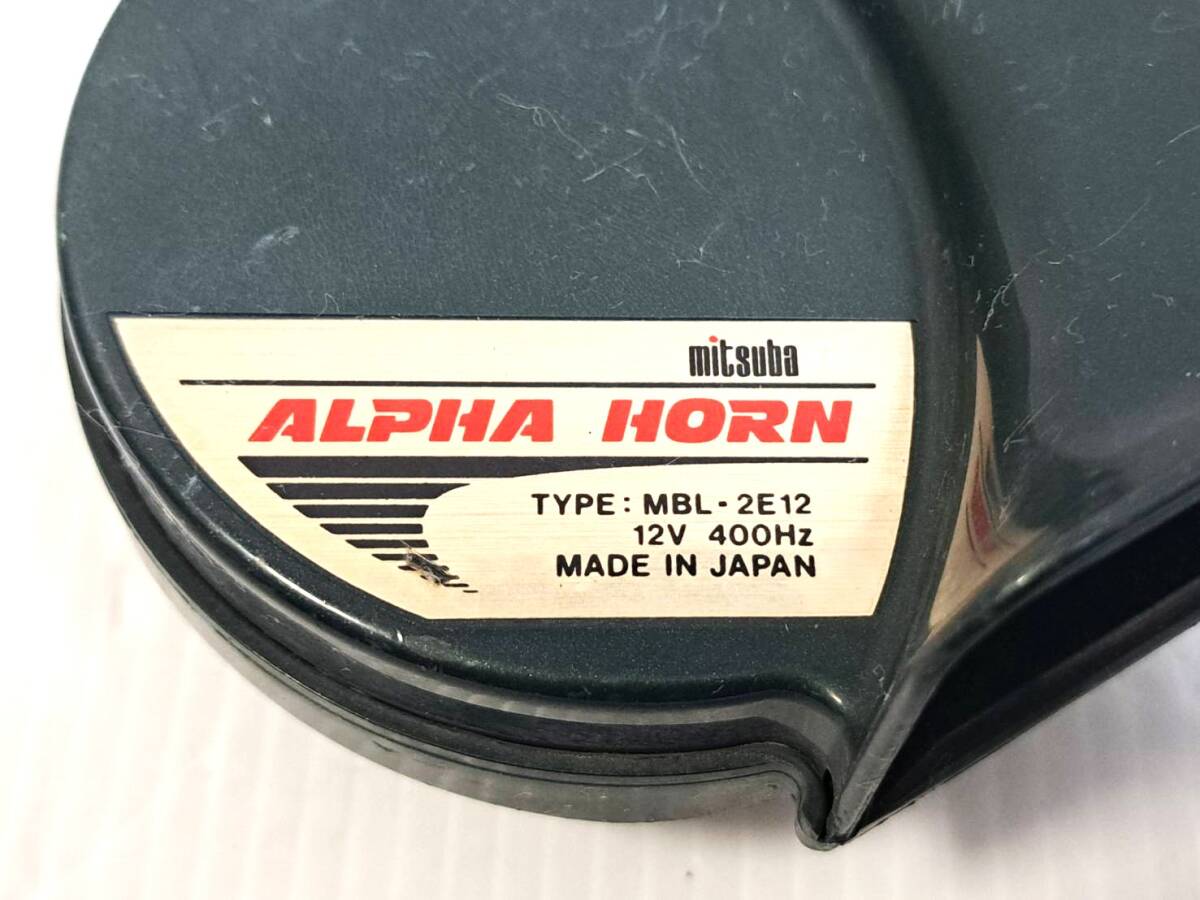 mitsuba
ALPHA HORN
TYPE: MBL-2E12
12V 400Hz
MADE IN JAPAN